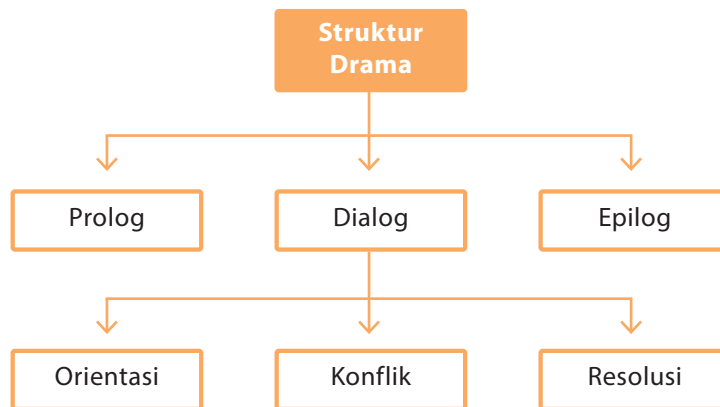 Struktur
Drama
Prolog
Dialog
Epilog
Orientasi
Konflik
Resolusi